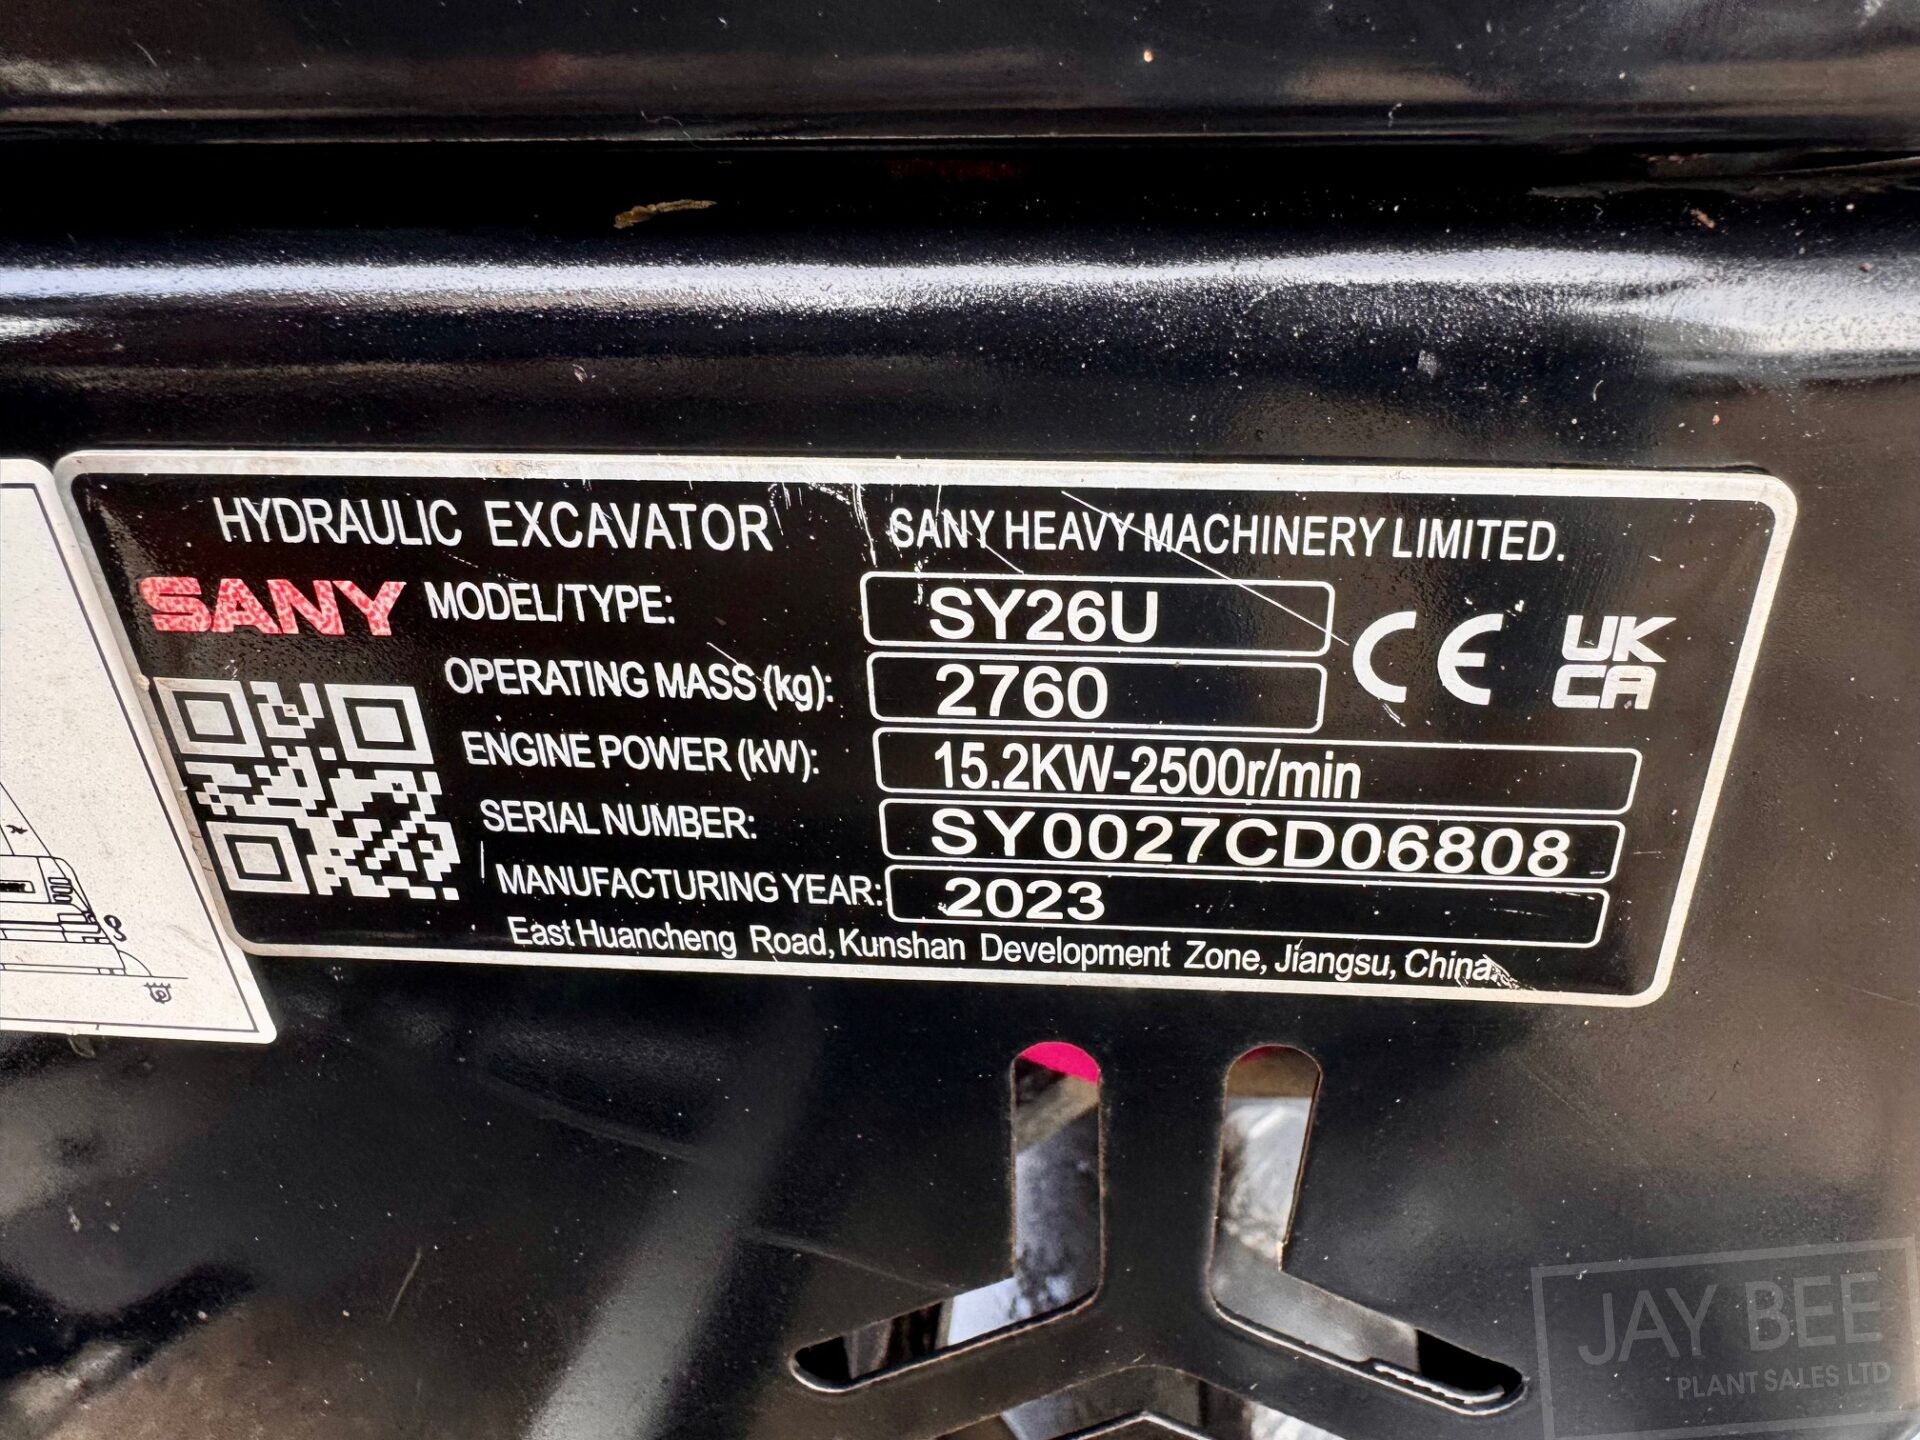 HYDRAULIC EXCAVATOR SANY HEAVY MACHINERY LIMITED.
SANY MODEL/TYPE: SY26U
CE UK CA
OPERATING MASS (kg): 2760
ENGINE POWER (kW): 15.2KW-2500r/min
SERIAL NUMBER: SY0027CD06808
MANUFACTURING YEAR: 2023
East Huancheng Road, Kunshan Development Zone, Jiangsu, China.
JAY BEE
PLANT SALES LTD